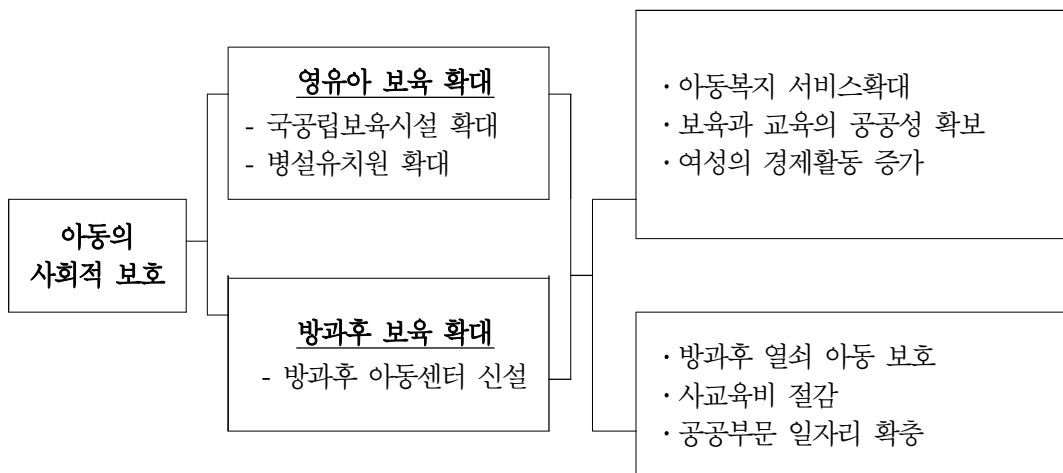 아동의
사회적 보호
영유아 보육 확대
- 국공립보육시설 확대
- 병설유치원 확대
방과후 보육 확대
- 방과후 아동센터 신설
· 아동복지 서비스확대
· 보육과 교육의 공공성 확보
· 여성의 경제활동 증가
· 방과후 열쇠 아동 보호
· 사교육비 절감
· 공공부문 일자리 확충